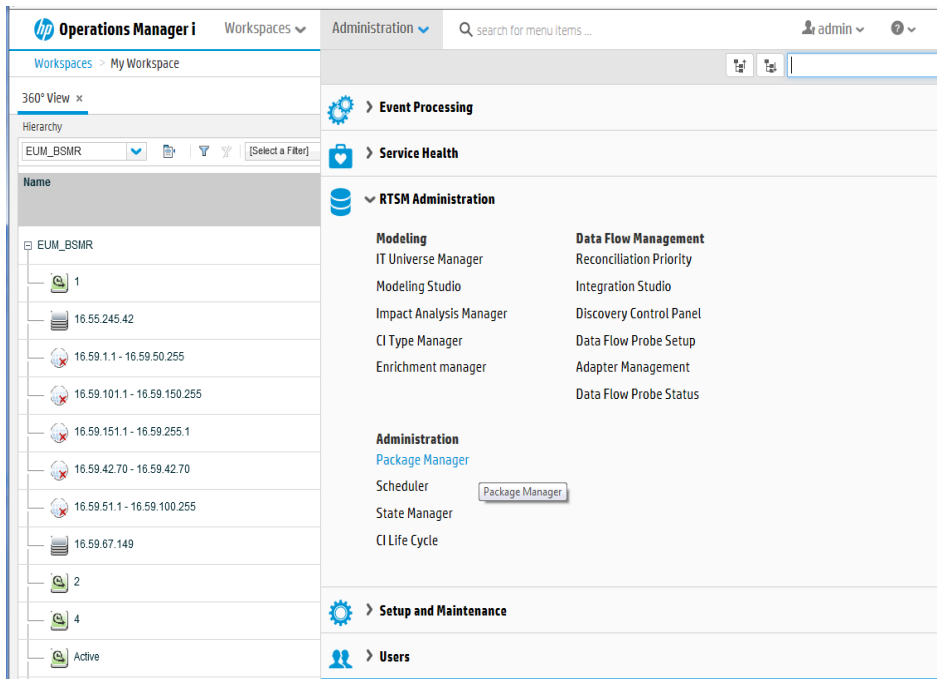 hp Operations Manager i
Workspaces
Administration
search for menu items ...
admin
?
Workspaces > My Workspace
360° View ×
Hierarchy
EUM_BSMR
[Select a Filter]
Name
EUM_BSMR
1
16.55.245.42
16.59.1.1 - 16.59.50.255
16.59.101.1 - 16.59.150.255
16.59.151.1 - 16.59.255.1
16.59.42.70 - 16.59.42.70
16.59.51.1 - 16.59.100.255
16.59.67.149
2
4
Active
Event Processing
Service Health
RTSM Administration
Modeling
IT Universe Manager
Modeling Studio
Impact Analysis Manager
CI Type Manager
Enrichment manager
Data Flow Management
Reconciliation Priority
Integration Studio
Discovery Control Panel
Data Flow Probe Setup
Adapter Management
Data Flow Probe Status
Administration
Package Manager
Scheduler
Package Manager
State Manager
CI Life Cycle
Setup and Maintenance
Users